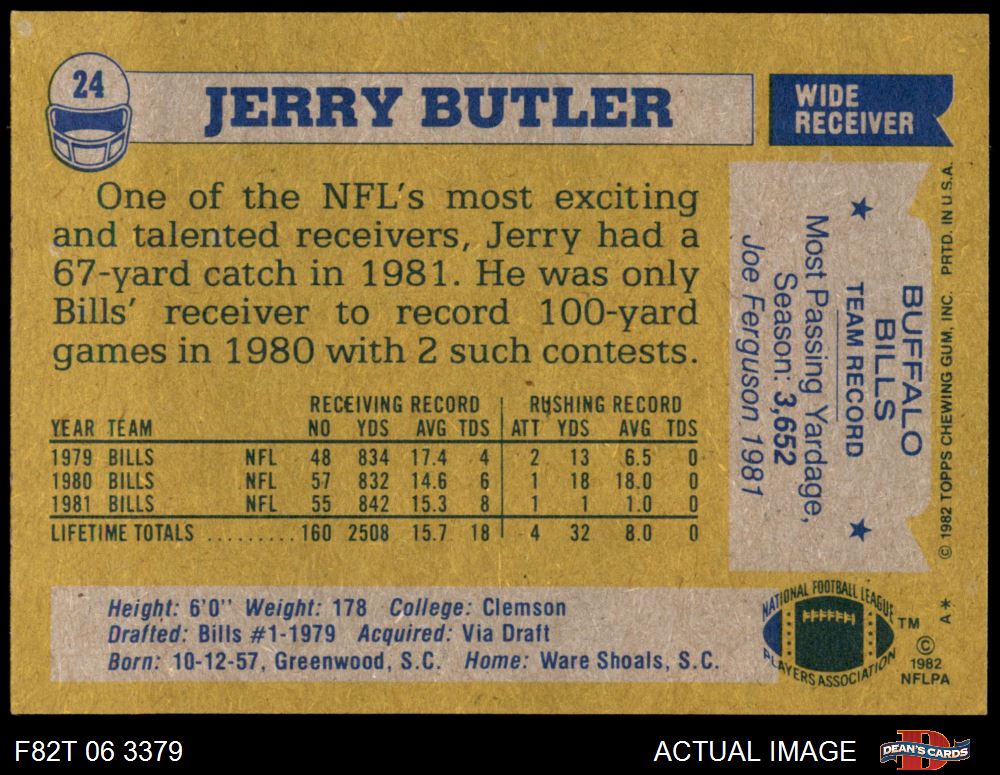 24
JERRY BUTLER
WIDE
RECEIVER
One of the NFL's most exciting
and talented receivers, Jerry had a
67-yard catch in 1981. He was only
Bills' receiver to record 100-yard
games in 1980 with 2 such contests.
RECEIVING RECORD RUSHING RECORD
YEAR TEAM NO YDS AVG TDS ATT YDS AVG TDS
1979 BILLS NFL 48 834 17.4 4 2 13 6.5 0
1980 BILLS NFL 57 832 14.6 6 1 18 18.0 0
1981 BILLS NFL 55 842 15.3 8 1 1 1.0 0
LIFETIME TOTALS ......... 160 2508 15.7 18 4 32 8.0 0
BUFFALO
BILLS
★ TEAM RECORD ★
Most Passing Yardage,
Season: 3,652
Joe Ferguson 1981
© 1982 TOPPS CHEWING GUM, INC. PRTD. IN U.S.A.
Height: 6'0" Weight: 178 College: Clemson
Drafted: Bills #1-1979 Acquired: Via Draft
Born: 10-12-57, Greenwood, S.C. Home: Ware Shoals, S.C.
NATIONAL FOOTBALL LEAGUE
PLAYERS ASSOCIATION
TM
A*
©
1982
NFLPA
F82T 06 3379
ACTUAL IMAGE
D
DEAN'S CARDS